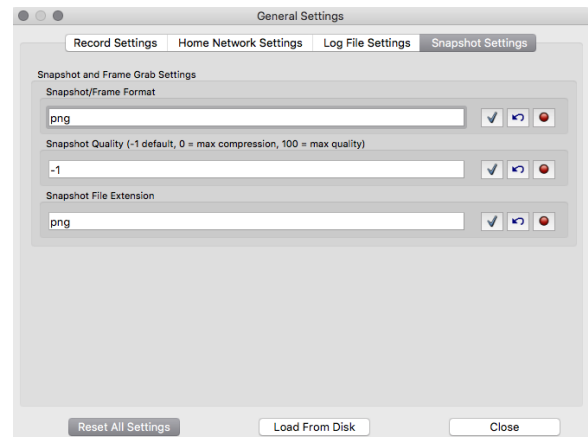 General Settings
Record Settings Home Network Settings Log File Settings Snapshot Settings
Snapshot and Frame Grab Settings
Snapshot/Frame Format
png
Snapshot Quality (-1 default, 0 = max compression, 100 = max quality)
-1
Snapshot File Extension
png
Reset All Settings Load From Disk Close